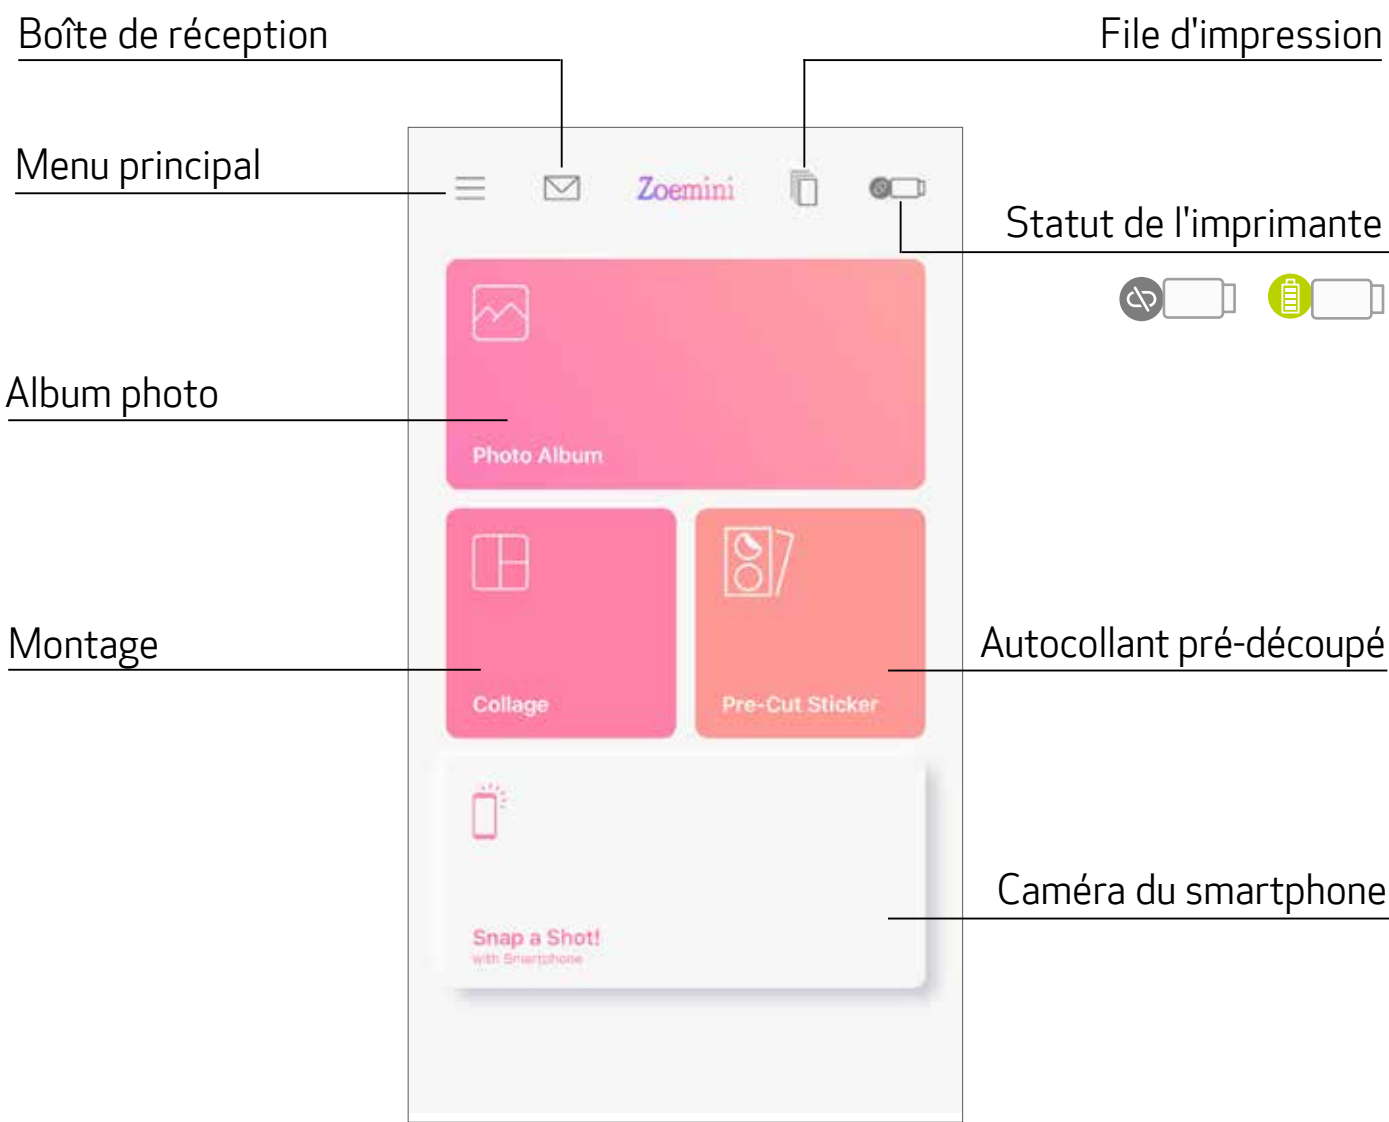 Boîte de réception
File d'impression
Menu principal
Zoemini
Statut de l'imprimante
Album photo
Photo Album
Montage
Autocollant pré-découpé
Collage
Pre-Cut Sticker
Caméra du smartphone
Snap a Shot!
with Smartphone